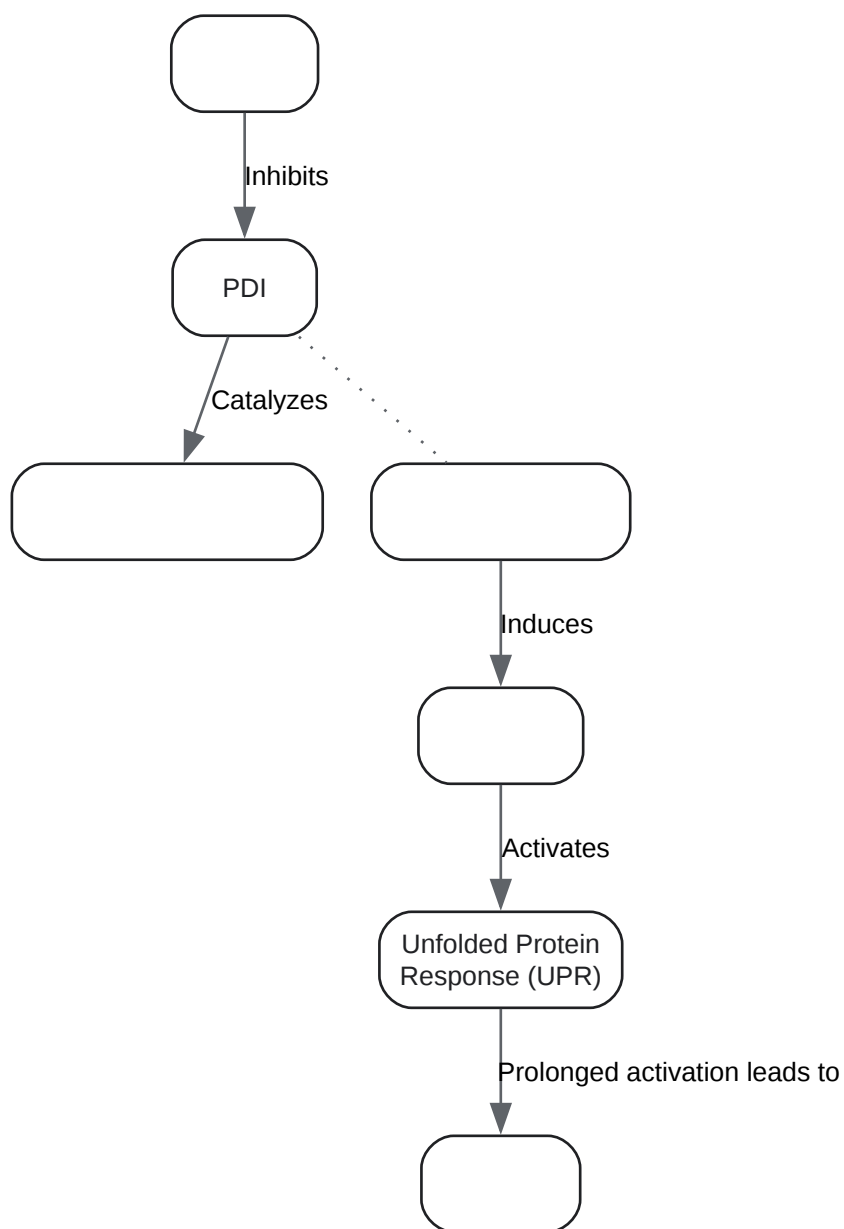 Inhibits
PDI
Catalyzes
Induces
Activates
Unfolded Protein
Response (UPR)
Prolonged activation leads to